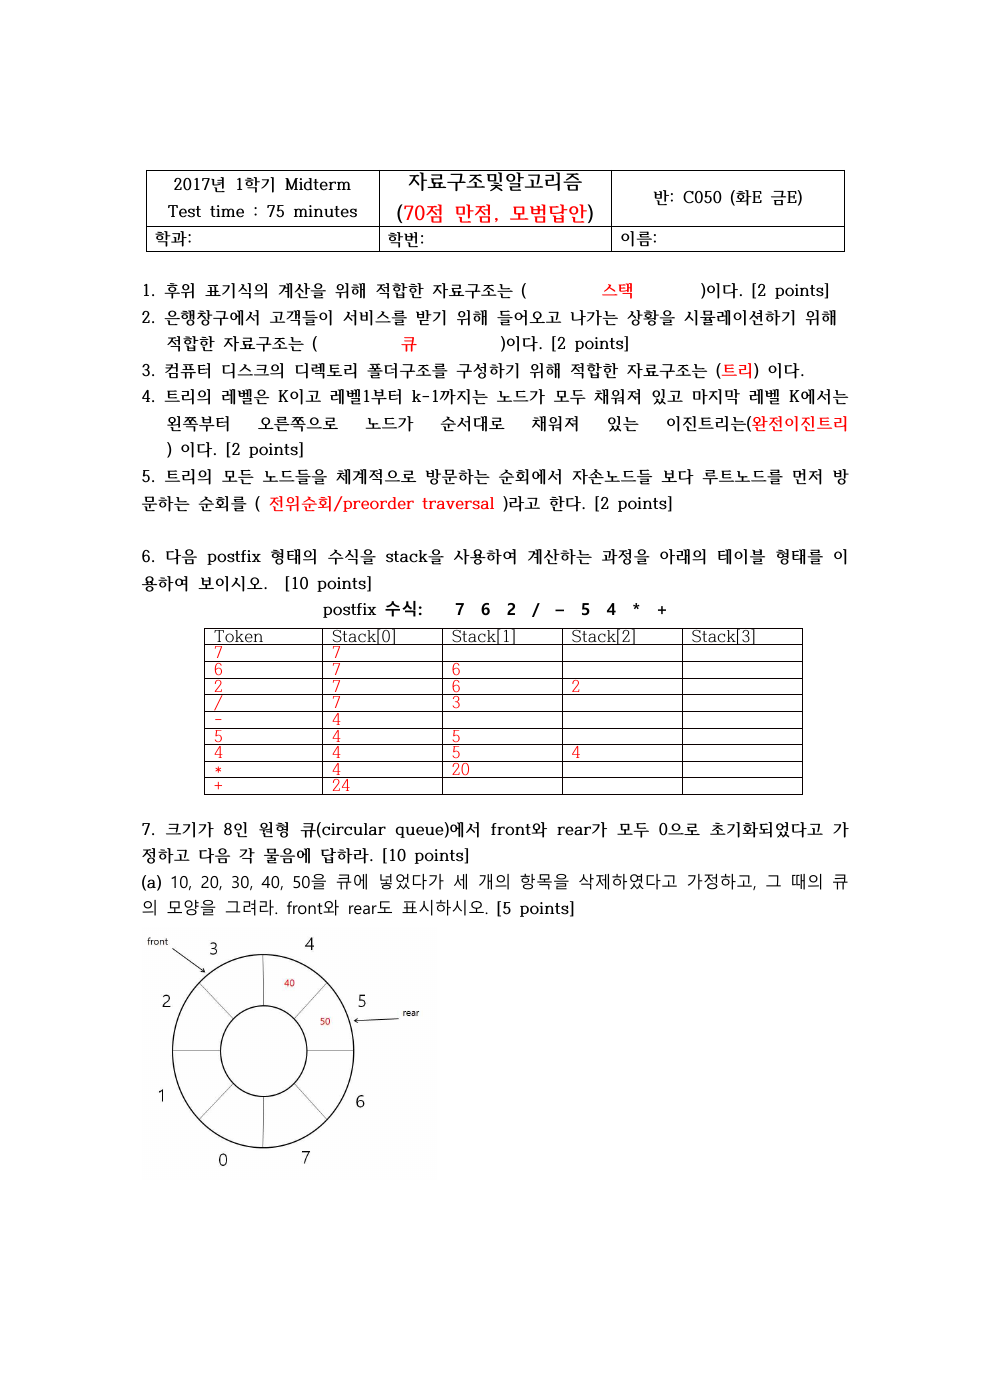 2017년 1학기 Midterm
Test time : 75 minutes
자료구조및알고리즘
(70점 만점, 모범답안)
반: C050 (화E 금E)
학과:
학번:
이름:
1. 후위 표기식의 계산을 위해 적합한 자료구조는 ( 스택 )이다. [2 points]
2. 은행창구에서 고객들이 서비스를 받기 위해 들어오고 나가는 상황을 시뮬레이션하기 위해
적합한 자료구조는 ( 큐 )이다. [2 points]
3. 컴퓨터 디스크의 디렉토리 폴더구조를 구성하기 위해 적합한 자료구조는 (트리) 이다.
4. 트리의 레벨은 K이고 레벨1부터 k-1까지는 노드가 모두 채워져 있고 마지막 레벨 K에서는
왼쪽부터 오른쪽으로 노드가 순서대로 채워져 있는 이진트리는(완전이진트리
) 이다. [2 points]
5. 트리의 모든 노드들을 체계적으로 방문하는 순회에서 자손노드들 보다 루트노드를 먼저 방
문하는 순회를 ( 전위순회/preorder traversal )라고 한다. [2 points]
6. 다음 postfix 형태의 수식을 stack을 사용하여 계산하는 과정을 아래의 테이블 형태를 이
용하여 보이시오. [10 points]
postfix 수식: 7 6 2 / – 5 4 * +
Token Stack[0] Stack[1] Stack[2] Stack[3]
7 7
6 7 6
2 7 6 2
/ 7 3
- 4
5 4 5
4 4 5 4
* 4 20
+ 24
7. 크기가 8인 원형 큐(circular queue)에서 front와 rear가 모두 0으로 초기화되었다고 가
정하고 다음 각 물음에 답하라. [10 points]
(a) 10, 20, 30, 40, 50을 큐에 넣었다가 세 개의 항목을 삭제하였다고 가정하고, 그 때의 큐
의 모양을 그려라. front와 rear도 표시하시오. [5 points]
front
3
4
40
2
5
50
rear
1
6
0
7